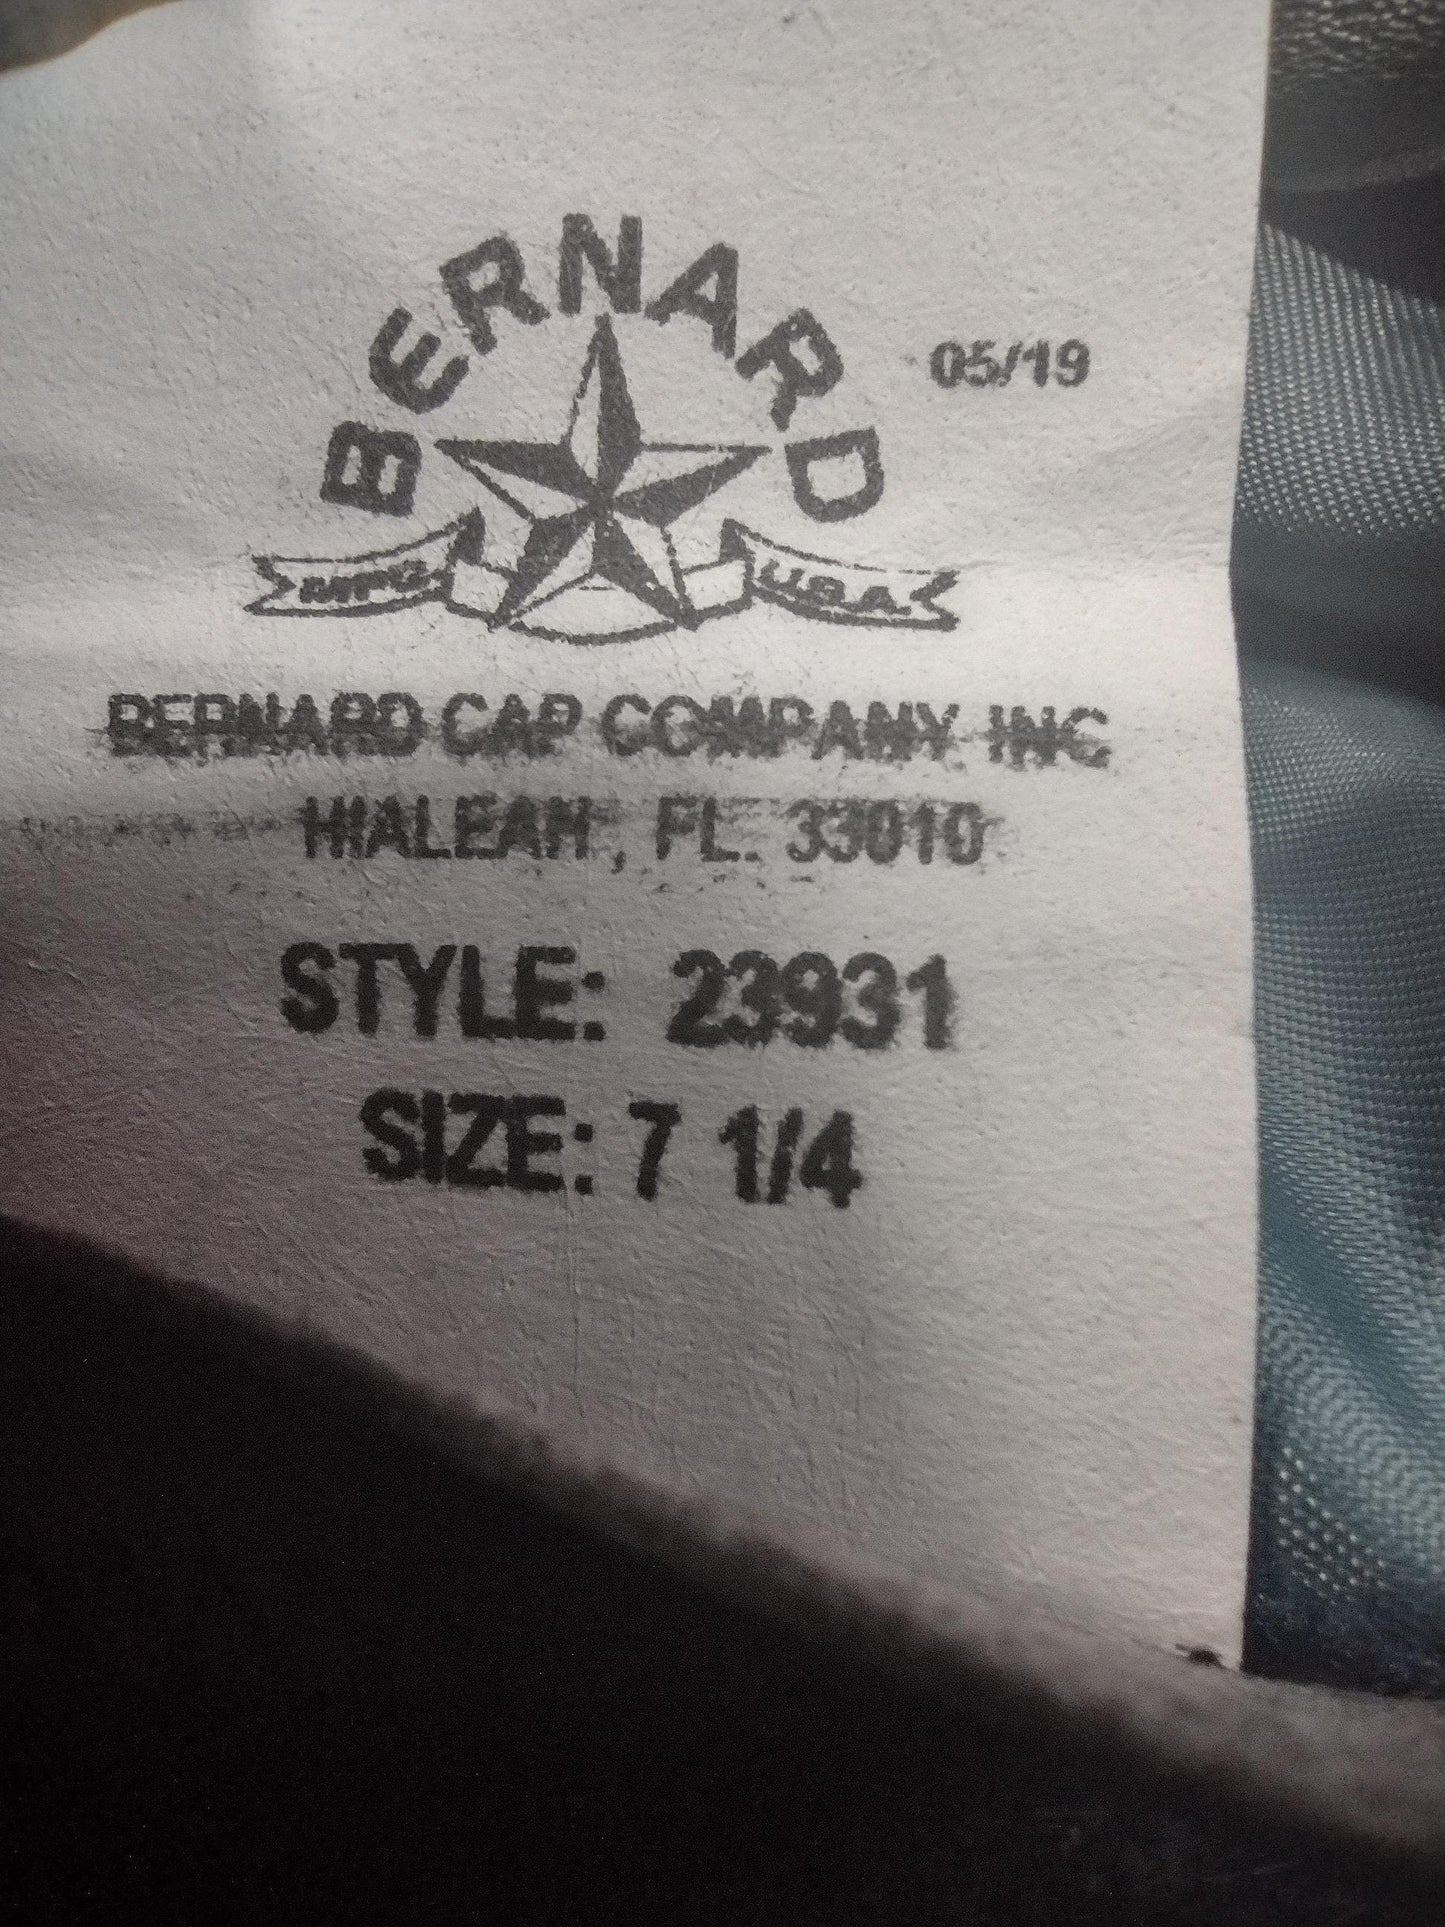 BERNARD
05/19
MFG. U.S.A.
BERNARD CAP COMPANY, INC
HIALEAH, FL. 33010
STYLE: 23931
SIZE: 7 1/4